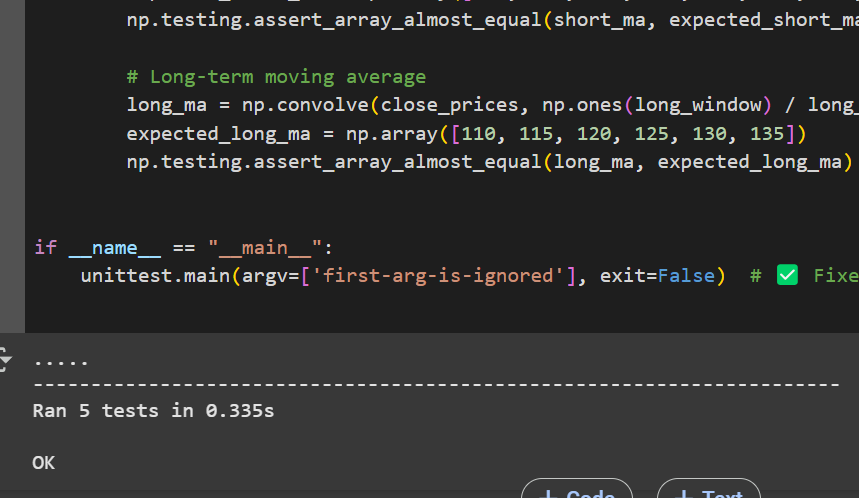 np.testing.assert_array_almost_equal(short_ma, expected_short_ma
# Long-term moving average
long_ma = np.convolve(close_prices, np.ones(long_window) / long_
expected_long_ma = np.array([110, 115, 120, 125, 130, 135])
np.testing.assert_array_almost_equal(long_ma, expected_long_ma)
if __name__ == "__main__":
unittest.main(argv=['first-arg-is-ignored'], exit=False) # ✅ Fixe
.....
----------------------------------------------------------------------
Ran 5 tests in 0.335s
OK
+ Code + Text